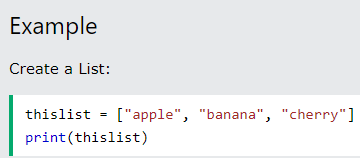 Example
Create a List:
thislist = ["apple", "banana", "cherry"]
print(thislist)